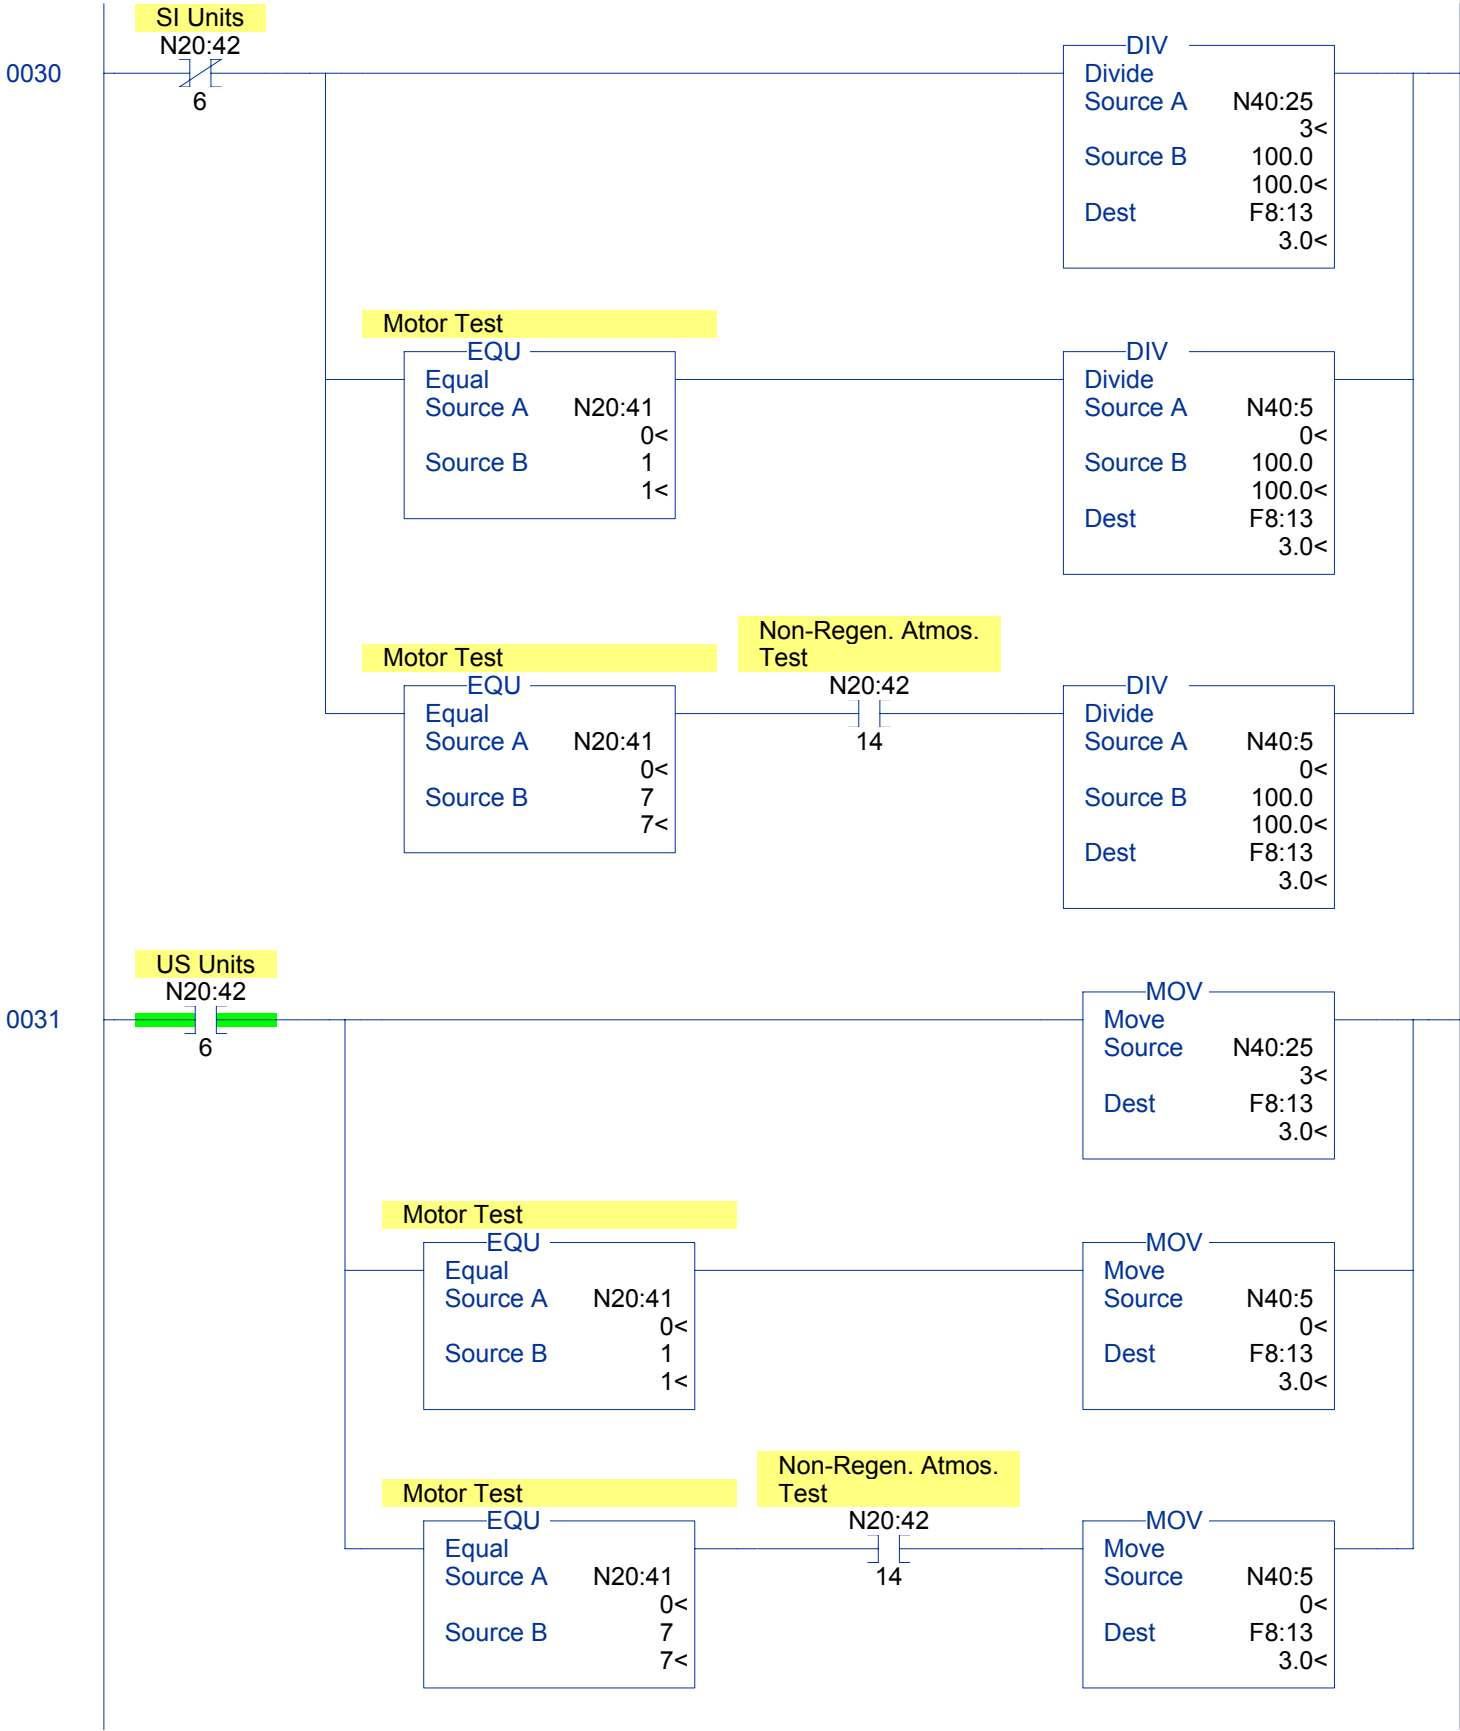 SI Units
N20:42
0030
6
DIV
Divide
Source A N40:25
3<
Source B 100.0
100.0<
Dest F8:13
3.0<
Motor Test
EQU
Equal
Source A N20:41
0<
Source B 1
1<
DIV
Divide
Source A N40:5
0<
Source B 100.0
100.0<
Dest F8:13
3.0<
Motor Test
EQU
Equal
Source A N20:41
0<
Source B 7
7<
Non-Regen. Atmos.
Test
N20:42
14
DIV
Divide
Source A N40:5
0<
Source B 100.0
100.0<
Dest F8:13
3.0<
US Units
N20:42
0031
6
MOV
Move
Source N40:25
3<
Dest F8:13
3.0<
Motor Test
EQU
Equal
Source A N20:41
0<
Source B 1
1<
MOV
Move
Source N40:5
0<
Dest F8:13
3.0<
Motor Test
EQU
Equal
Source A N20:41
0<
Source B 7
7<
Non-Regen. Atmos.
Test
N20:42
14
MOV
Move
Source N40:5
0<
Dest F8:13
3.0<